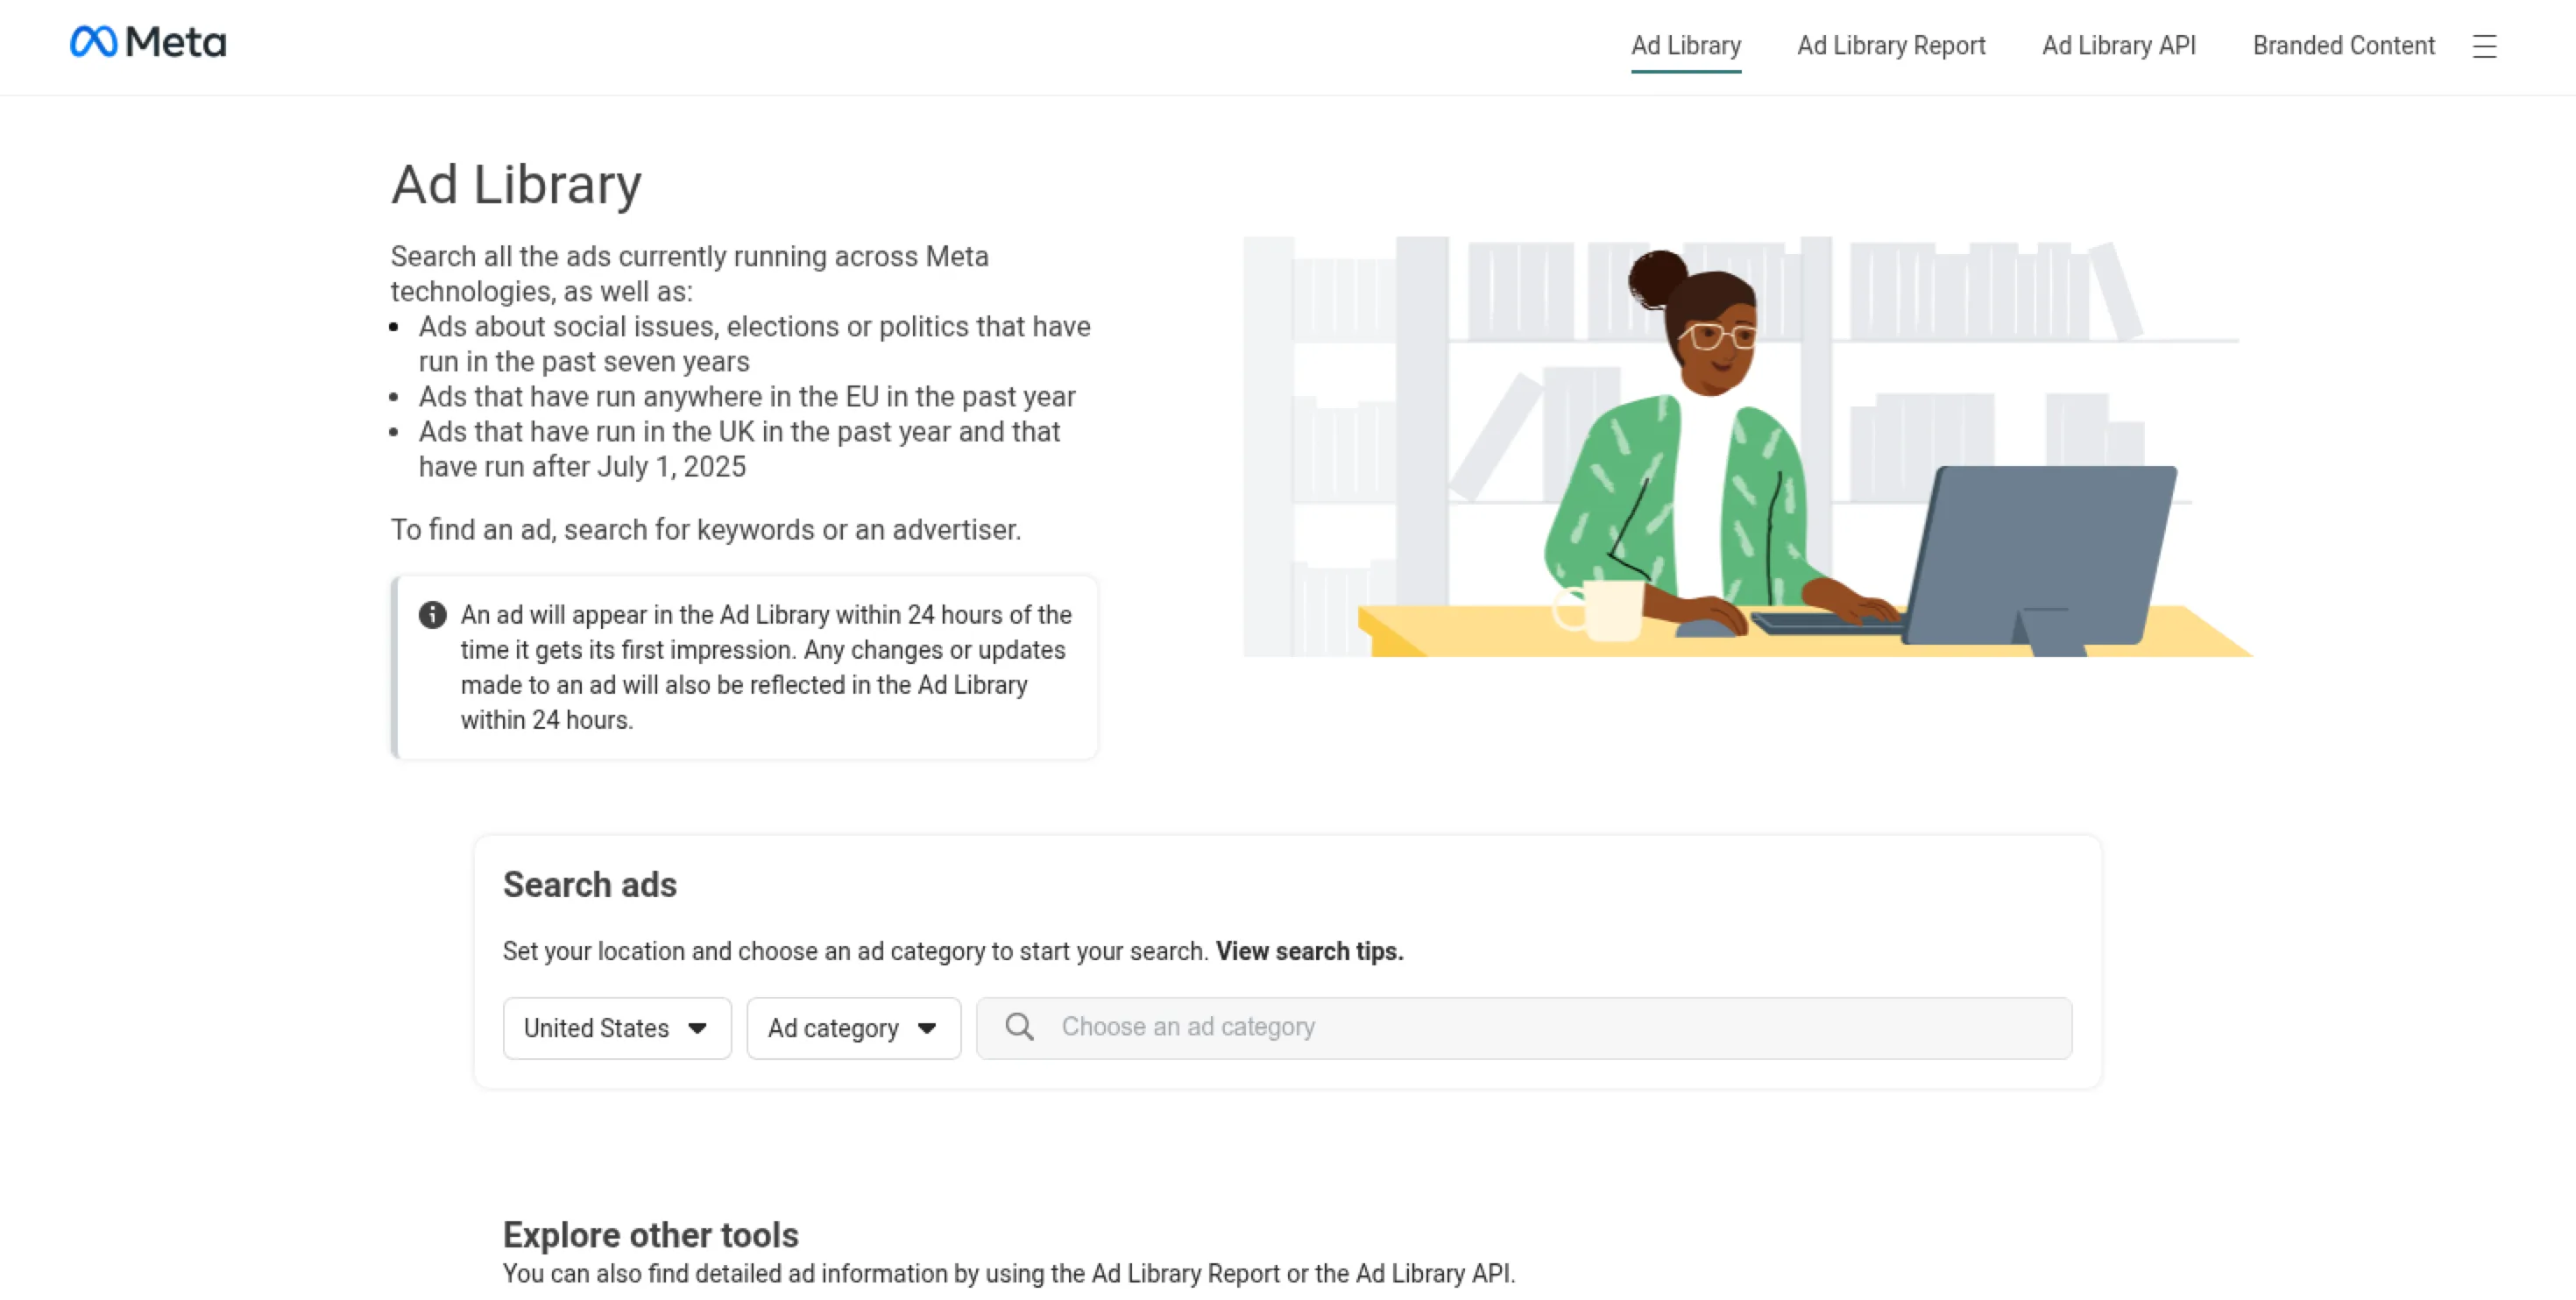 Meta
Ad Library
Ad Library Report
Ad Library API
Branded Content
Ad Library
Search all the ads currently running across Meta
technologies, as well as:
• Ads about social issues, elections or politics that have
run in the past seven years
• Ads that have run anywhere in the EU in the past year
• Ads that have run in the UK in the past year and that
have run after July 1, 2025
To find an ad, search for keywords or an advertiser.
An ad will appear in the Ad Library within 24 hours of the
time it gets its first impression. Any changes or updates
made to an ad will also be reflected in the Ad Library
within 24 hours.
Search ads
Set your location and choose an ad category to start your search. View search tips.
United States
Ad category
Choose an ad category
Explore other tools
You can also find detailed ad information by using the Ad Library Report or the Ad Library API.